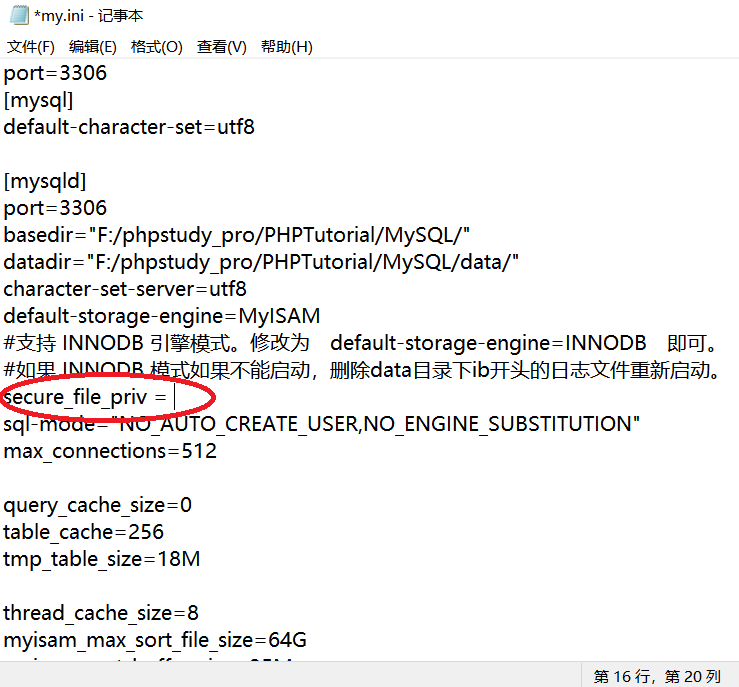 *my.ini - 记事本
文件(F) 编辑(E) 格式(O) 查看(V) 帮助(H)
port=3306
[mysql]
default-character-set=utf8
[mysqld]
port=3306
basedir="F:/phpstudy_pro/PHPTutorial/MySQL/"
datadir="F:/phpstudy_pro/PHPTutorial/MySQL/data/"
character-set-server=utf8
default-storage-engine=MyISAM
#支持 INNODB 引擎模式。修改为 default-storage-engine=INNODB 即可。
#如果 INNODB 模式如果不能启动，删除data目录下ib开头的日志文件重新启动。
secure_file_priv =
sql-mode="NO_AUTO_CREATE_USER,NO_ENGINE_SUBSTITUTION"
max_connections=512
query_cache_size=0
table_cache=256
tmp_table_size=18M
thread_cache_size=8
myisam_max_sort_file_size=64G
第 16 行，第 20 列